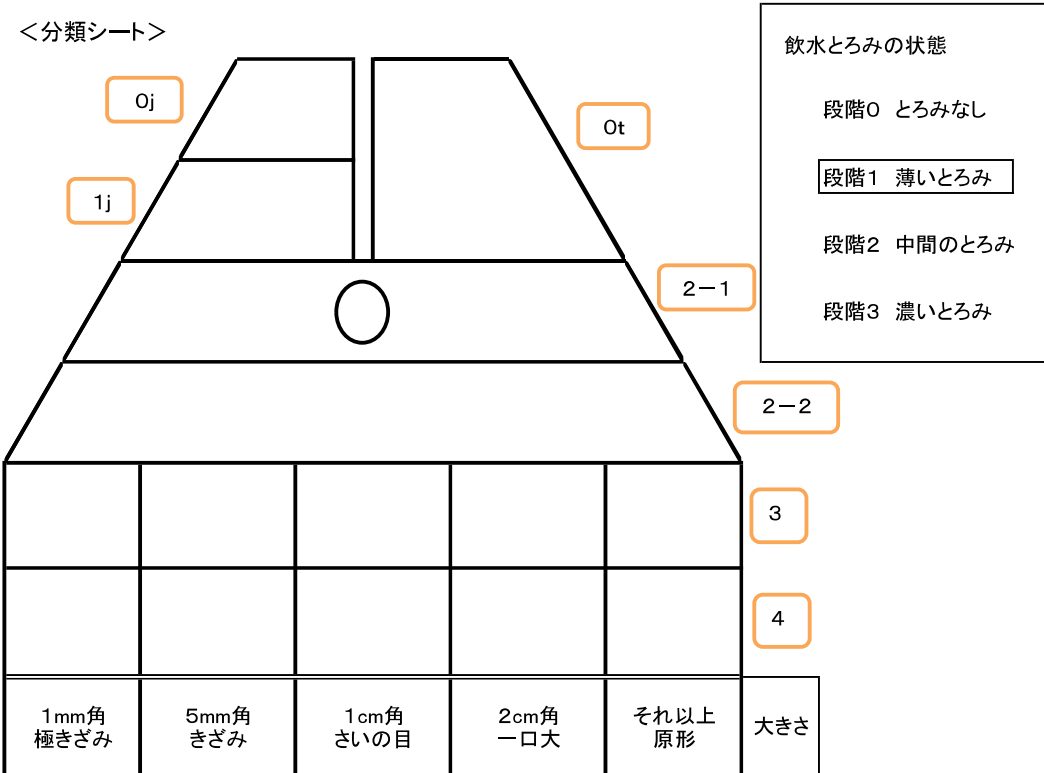 ＜分類シート＞
飲水とろみの状態
段階０　とろみなし
段階１　薄いとろみ
段階２　中間のとろみ
段階３　濃いとろみ
0j
0t
1j
２－１
２－２
３
４
１mm角
極きざみ
５mm角
きざみ
１cm角
さいの目
２cm角
一口大
それ以上
原形
大きさ